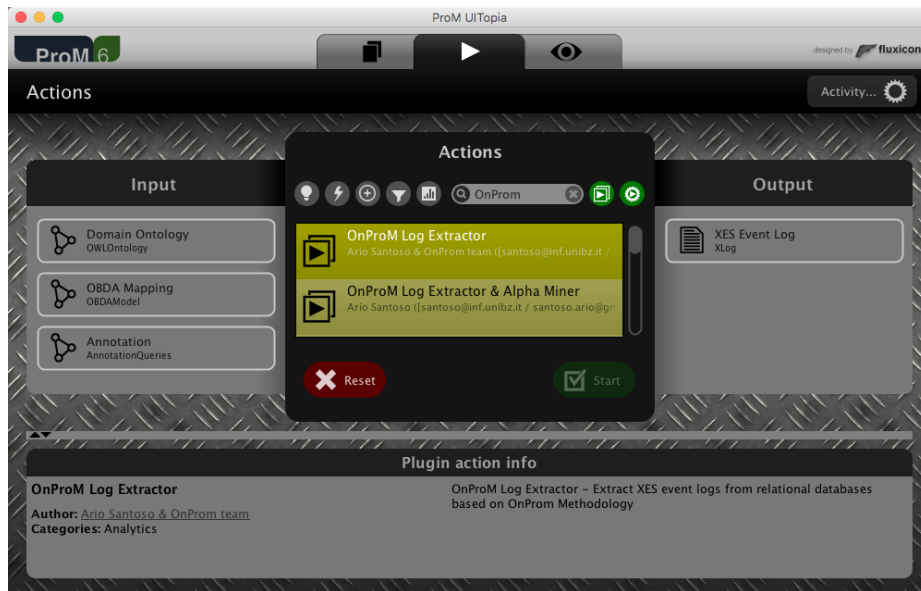 ProM UITopia
ProM 6
designed by fluxicon
Actions
Activity...
Actions
Input
OnProm
Output
Domain Ontology
OWLOntology
OBDA Mapping
OBDAModel
Annotation
AnnotationQueries
OnProM Log Extractor
Ario Santoso & OnProm team ([santoso@inf.unibz.it /
OnProM Log Extractor & Alpha Miner
Ario Santoso ([santoso@inf.unibz.it / santoso.ario@gm
XES Event Log
XLog
Reset
Start
Plugin action info
OnProM Log Extractor
Author: Ario Santoso & OnProm team
Categories: Analytics
OnProM Log Extractor – Extract XES event logs from relational databases
based on OnProm Methodology